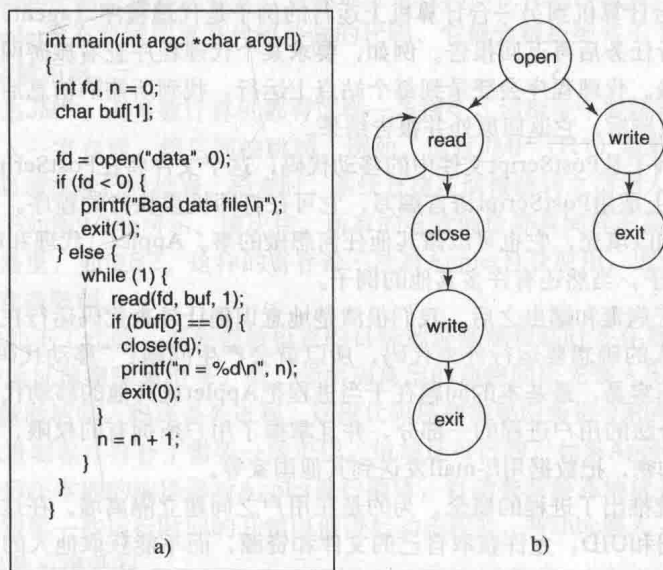 int main(int argc *char argv[])
{
int fd, n = 0;
char buf[1];
fd = open("data", 0);
if (fd < 0) {
printf("Bad data file\n");
exit(1);
} else {
while (1) {
read(fd, buf, 1);
if (buf[0] == 0) {
close(fd);
printf("n = %d\n", n);
exit(0);
}
n = n + 1;
}
}
}
a)
open
read
write
close
exit
write
exit
b)